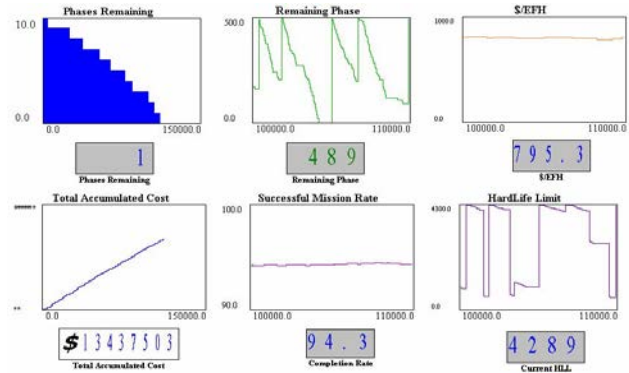 Phases Remaining
10.0
0.0
0.0 150000.0
1
Phases Remaining
Remaining Phase
500.0
0.0
100000.0 110000.0
489
Remaining Phase
$/EFH
1000.0
0.0
100000.0 110000.0
795.3
$/EFH
Total Accumulated Cost
0.0 150000.0
$13437503
Total Accumulated Cost
Successful Mission Rate
100.0
90.0
100000.0 110000.0
94.3
Completion Rate
HardLife Limit
4300.0
0.0
100000.0 110000.0
4289
Current HLL